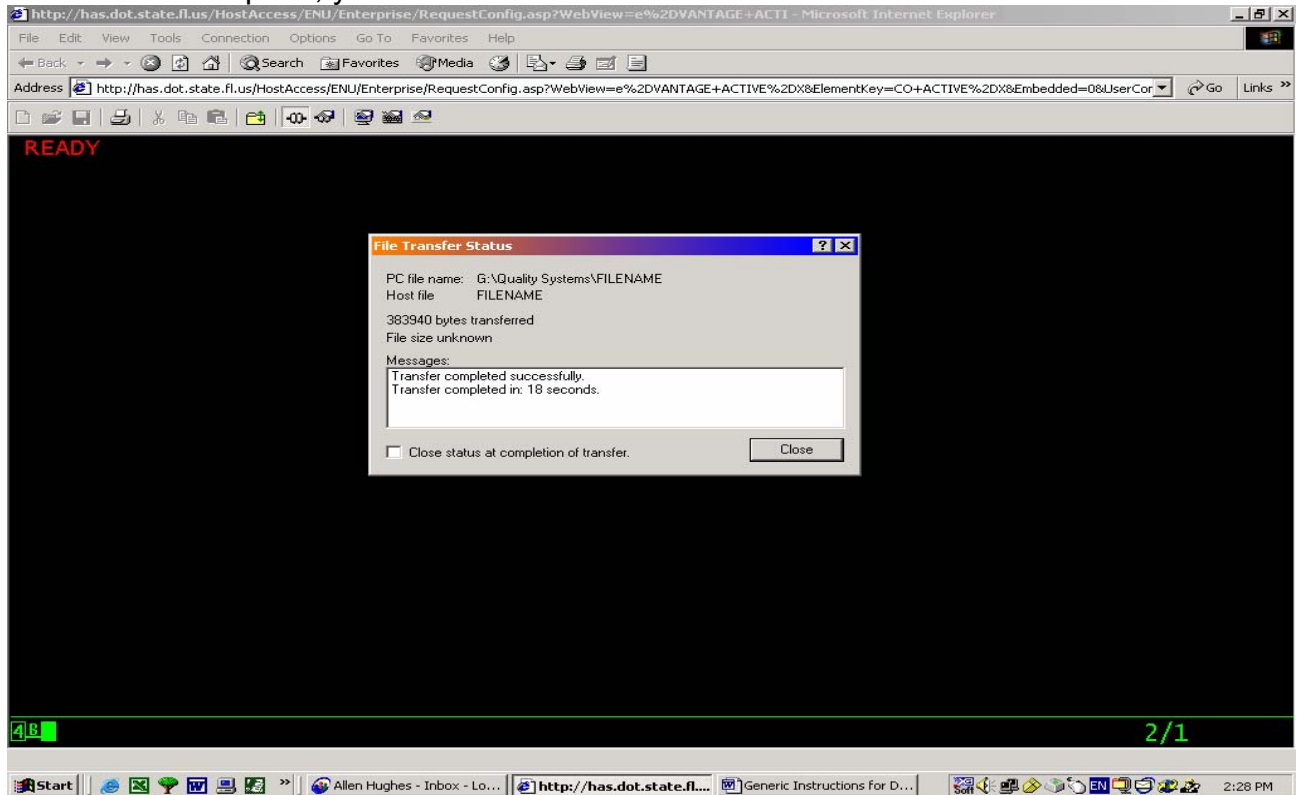 http://has.dot.state.fl.us/HostAccess/ENU/Enterprise/RequestConfig.asp?WebView=e%2DVANTAGE+ACTI - Microsoft Internet Explorer
File Edit View Tools Connection Options Go To Favorites Help
Back Search Favorites Media
Address http://has.dot.state.fl.us/HostAccess/ENU/Enterprise/RequestConfig.asp?WebView=e%2DVANTAGE+ACTIVE%2DX&ElementKey=CO+ACTIVE%2DX&Embedded=0&UserCor Go Links »
READY
File Transfer Status
PC file name: G:\Quality Systems\FILENAME
Host file FILENAME
383940 bytes transferred
File size unknown
Messages:
Transfer completed successfully.
Transfer completed in: 18 seconds.
Close status at completion of transfer.
Close
4B 2/1
Start » Allen Hughes - Inbox - Lo... http://has.dot.state.fl.... Generic Instructions for D... EN 2:28 PM